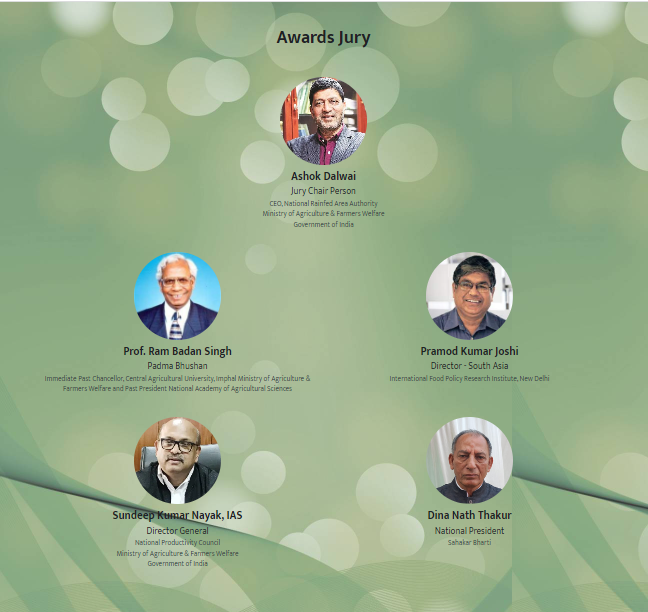 Awards Jury
Ashok Dalwai
Jury Chair Person
CEO, National Rainfed Area Authority
Ministry of Agriculture & Farmers Welfare
Government of India
Prof. Ram Badan Singh
Padma Bhushan
Immediate Past Chancellor, Central Agricultural University, Imphal Ministry of Agriculture &
Farmers Welfare and Past President National Academy of Agricultural Sciences
Pramod Kumar Joshi
Director - South Asia
International Food Policy Research Institute, New Delhi
Sundeep Kumar Nayak, IAS
Director General
National Productivity Council
Ministry of Agriculture & Farmers Welfare
Government of India
Dina Nath Thakur
National President
Sahakar Bharti